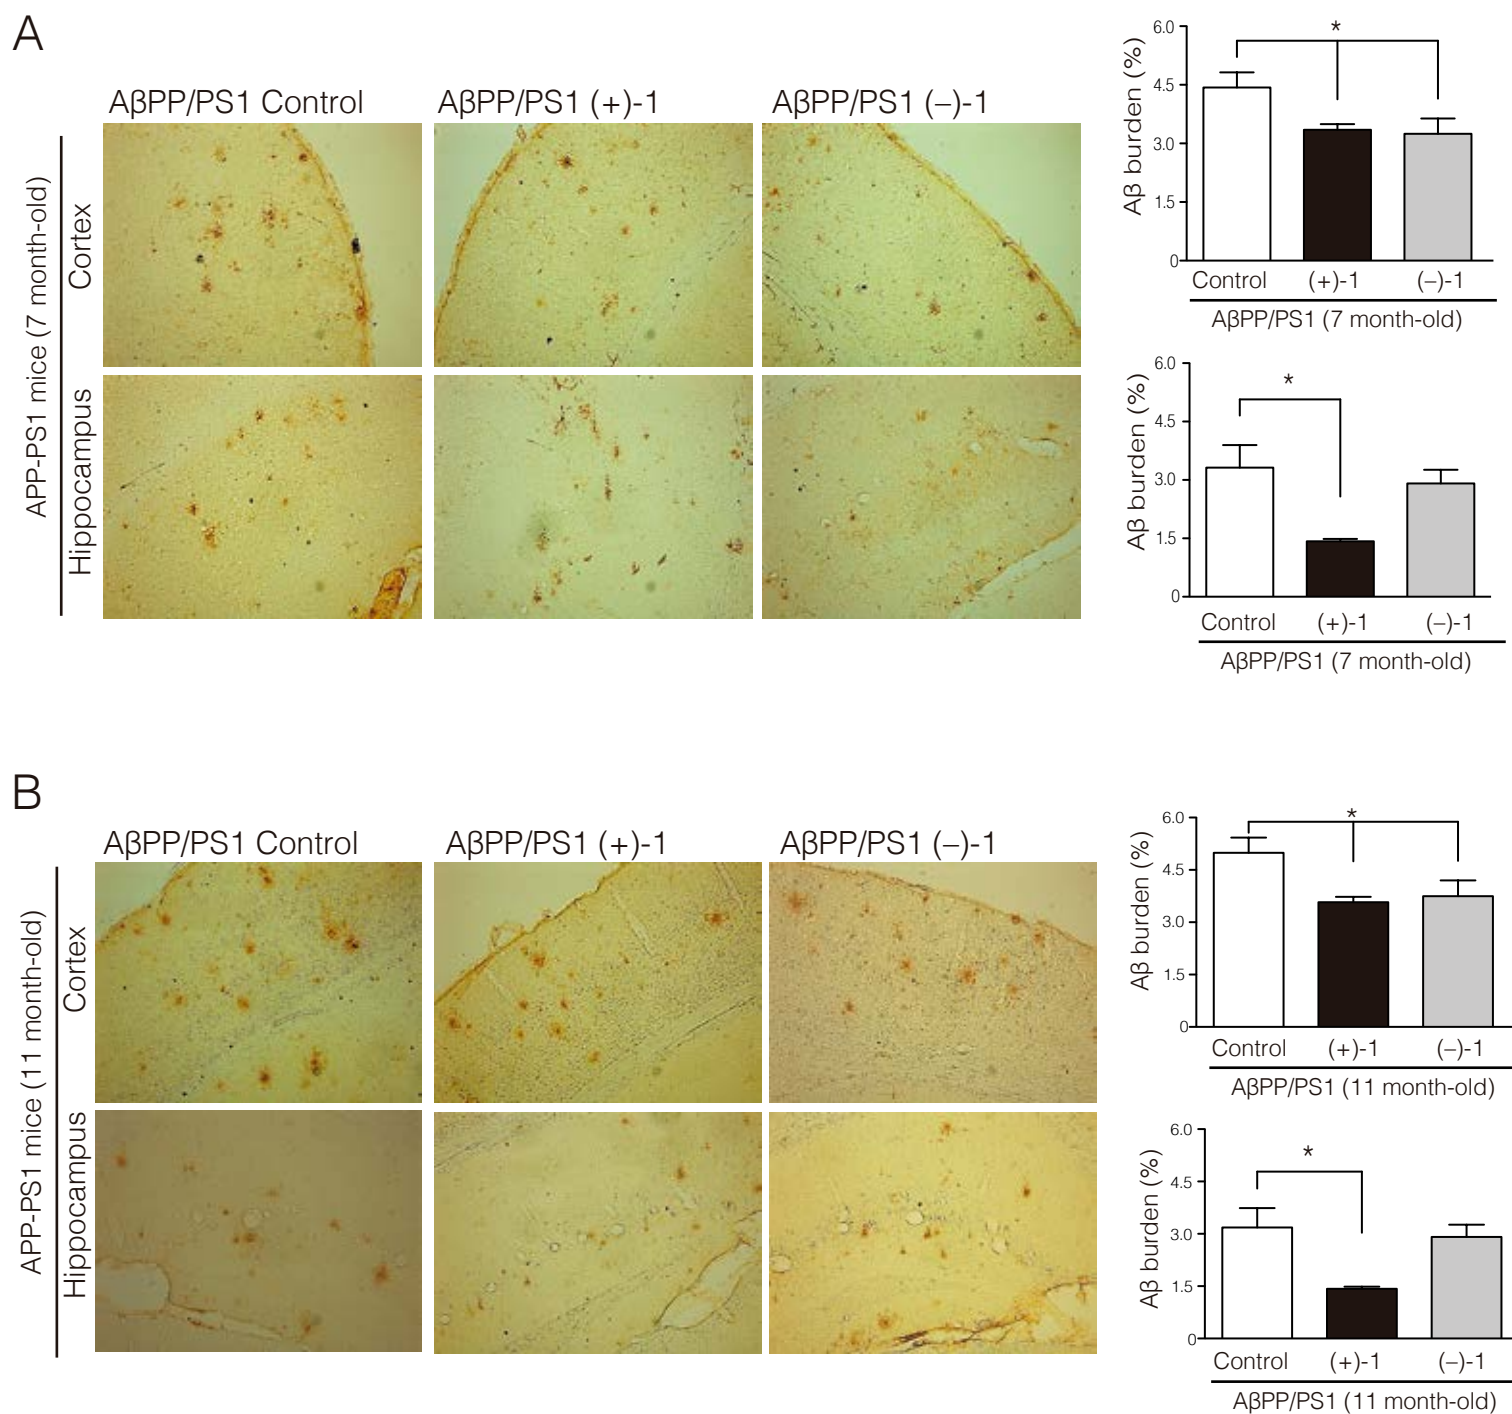 A
AβPP/PS1 Control
AβPP/PS1 (+)-1
AβPP/PS1 (−)-1
APP-PS1 mice (7 month-old)
Cortex
Hippocampus
Aβ burden (%)
6.0
4.5
3.0
1.5
0
*
Control
(+)-1
(−)-1
AβPP/PS1 (7 month-old)
Aβ burden (%)
6.0
4.5
3.0
1.5
0
*
Control
(+)-1
(−)-1
AβPP/PS1 (7 month-old)
B
AβPP/PS1 Control
AβPP/PS1 (+)-1
AβPP/PS1 (−)-1
APP-PS1 mice (11 month-old)
Cortex
Hippocampus
Aβ burden (%)
6.0
4.5
3.0
1.5
0
*
Control
(+)-1
(−)-1
AβPP/PS1 (11 month-old)
Aβ burden (%)
6.0
4.5
3.0
1.5
0
*
Control
(+)-1
(−)-1
AβPP/PS1 (11 month-old)